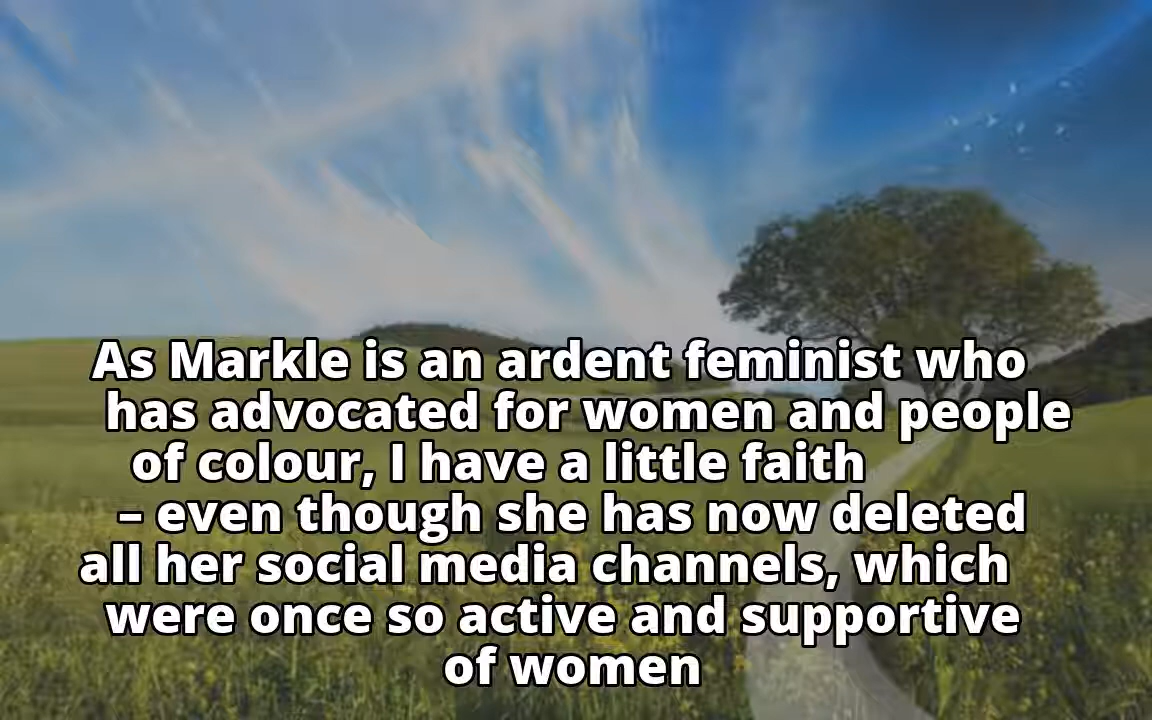 As Markle is an ardent feminist who
has advocated for women and people
of colour, I have a little faith
– even though she has now deleted
all her social media channels, which
were once so active and supportive
of women